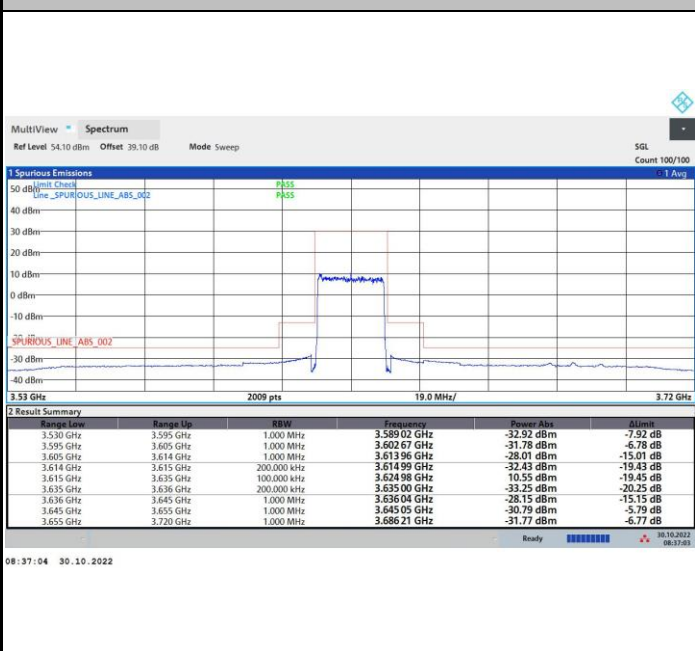 MultiView Spectrum
Ref Level 54.10 dBm Offset 39.10 dB Mode Sweep SGL
Count 100/100
1 Spurious Emissions 1 Avg
Limit Check PASS
50 dBm
Line _SPURIOUS_LINE_ABS_002 PASS
40 dBm
30 dBm
20 dBm
10 dBm
0 dBm
-10 dBm
SPURIOUS_LINE_ABS_002
-30 dBm
-40 dBm
3.53 GHz 2009 pts 19.0 MHz/ 3.72 GHz
2 Result Summary
Range Low Range Up RBW Frequency Power Abs ΔLimit
3.530 GHz 3.595 GHz 1.000 MHz 3.589 02 GHz -32.92 dBm -7.92 dB
3.595 GHz 3.605 GHz 1.000 MHz 3.602 67 GHz -31.78 dBm -6.78 dB
3.605 GHz 3.614 GHz 1.000 MHz 3.613 96 GHz -28.01 dBm -15.01 dB
3.614 GHz 3.615 GHz 200.000 kHz 3.614 99 GHz -32.43 dBm -19.43 dB
3.615 GHz 3.635 GHz 100.000 kHz 3.624 98 GHz 10.55 dBm -19.45 dB
3.635 GHz 3.636 GHz 200.000 kHz 3.635 00 GHz -33.25 dBm -20.25 dB
3.636 GHz 3.645 GHz 1.000 MHz 3.636 04 GHz -28.15 dBm -15.15 dB
3.645 GHz 3.655 GHz 1.000 MHz 3.645 05 GHz -30.79 dBm -5.79 dB
3.655 GHz 3.720 GHz 1.000 MHz 3.686 21 GHz -31.77 dBm -6.77 dB
Ready 30.10.2022
08:37:03
08:37:04 30.10.2022